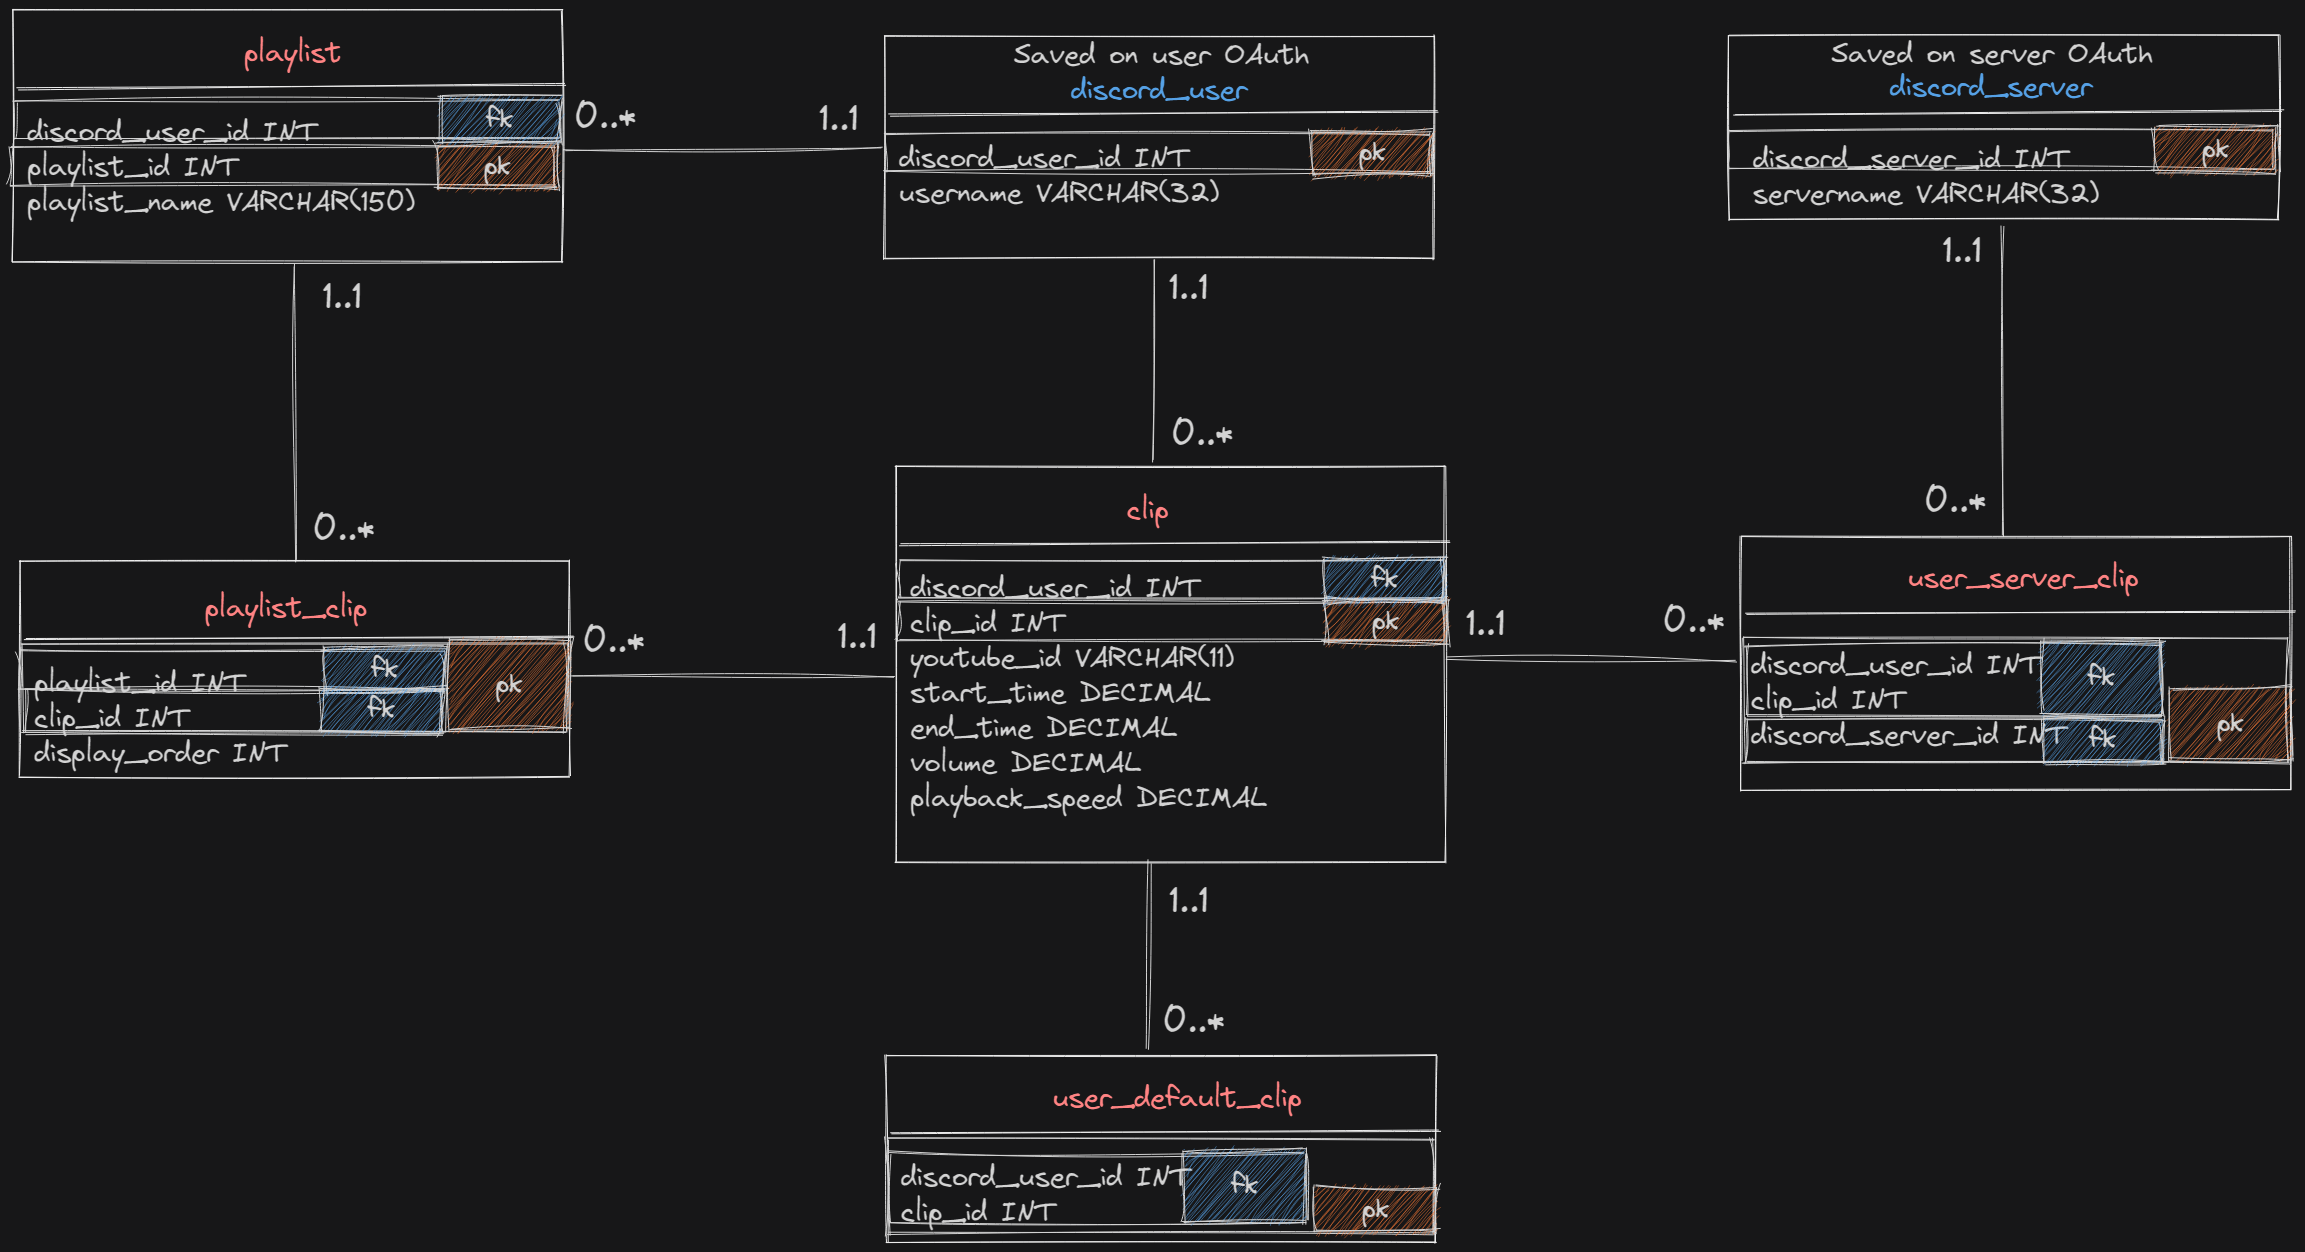 playlist
discord_user_id INT fk
playlist_id INT pk
playlist_name VARCHAR(150)
0..*
1..1
Saved on user OAuth
discord_user
discord_user_id INT pk
username VARCHAR(32)
Saved on server OAuth
discord_server
discord_server_id INT pk
servername VARCHAR(32)
1..1
1..1
1..1
0..*
0..*
0..*
playlist_clip
playlist_id INT fk
clip_id INT fk
pk
display_order INT
0..*
1..1
clip
discord_user_id INT fk
clip_id INT pk
youtube_id VARCHAR(11)
start_time DECIMAL
end_time DECIMAL
volume DECIMAL
playback_speed DECIMAL
1..1
0..*
user_server_clip
discord_user_id INT
clip_id INT
fk
discord_server_id INT fk
pk
1..1
0..*
user_default_clip
discord_user_id INT
clip_id INT
fk
pk